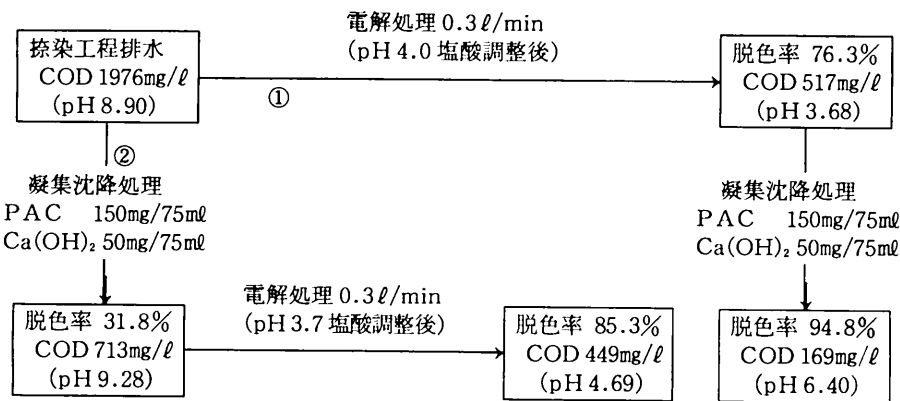 電解処理 0.3ℓ/min
(pH 4.0 塩酸調整後)
捺染工程排水
COD 1976mg/ℓ
(pH 8.90)
①
脱色率 76.3%
COD 517mg/ℓ
(pH 3.68)
②
凝集沈降処理
PAC 150mg/75mℓ
Ca(OH)₂ 50mg/75mℓ
凝集沈降処理
PAC 150mg/75mℓ
Ca(OH)₂ 50mg/75mℓ
電解処理 0.3ℓ/min
(pH 3.7 塩酸調整後)
脱色率 31.8%
COD 713mg/ℓ
(pH 9.28)
脱色率 85.3%
COD 449mg/ℓ
(pH 4.69)
脱色率 94.8%
COD 169mg/ℓ
(pH 6.40)